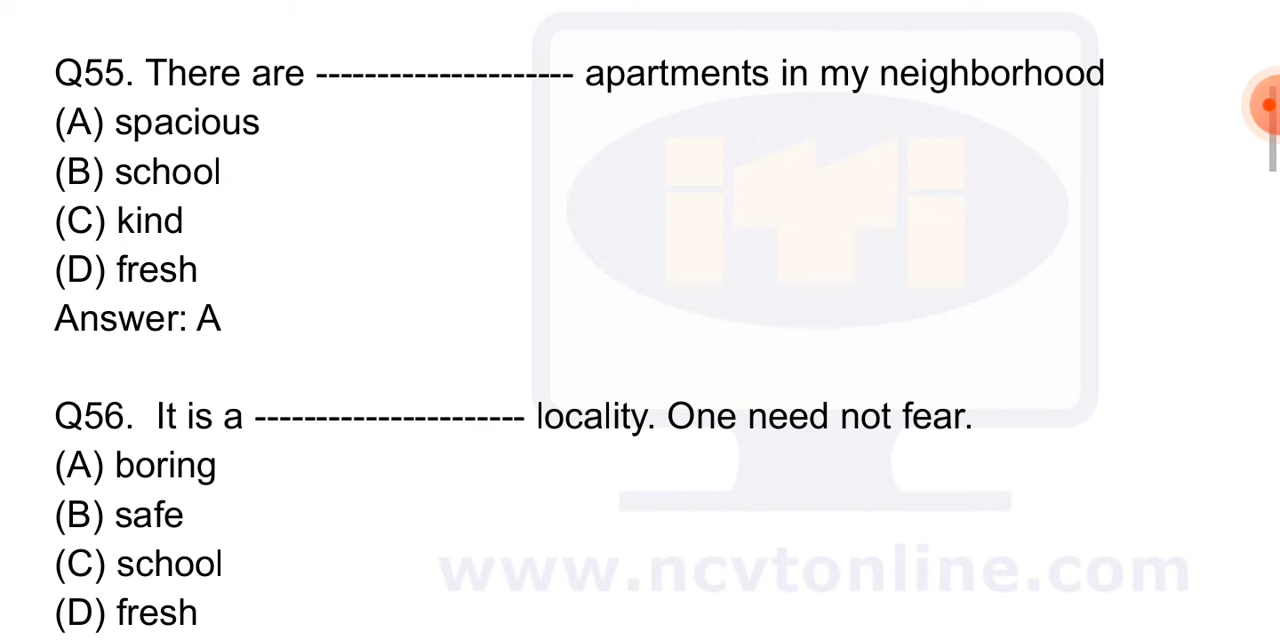 Q55. There are --------------------- apartments in my neighborhood
(A) spacious
(B) school
(C) kind
(D) fresh
Answer: A
Q56.  It is a ---------------------- locality. One need not fear.
(A) boring
(B) safe
(C) school
(D) fresh
iTi
www.ncvtonline.com